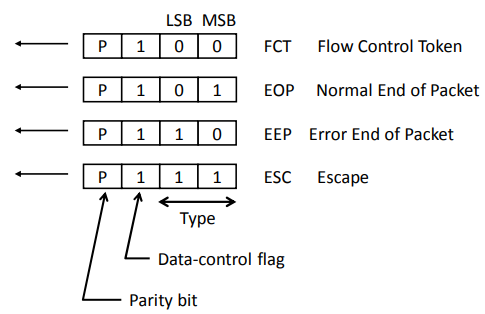 LSB MSB
P 1 0 0 FCT Flow Control Token
P 1 0 1 EOP Normal End of Packet
P 1 1 0 EEP Error End of Packet
P 1 1 1 ESC Escape
Type
Data-control flag
Parity bit